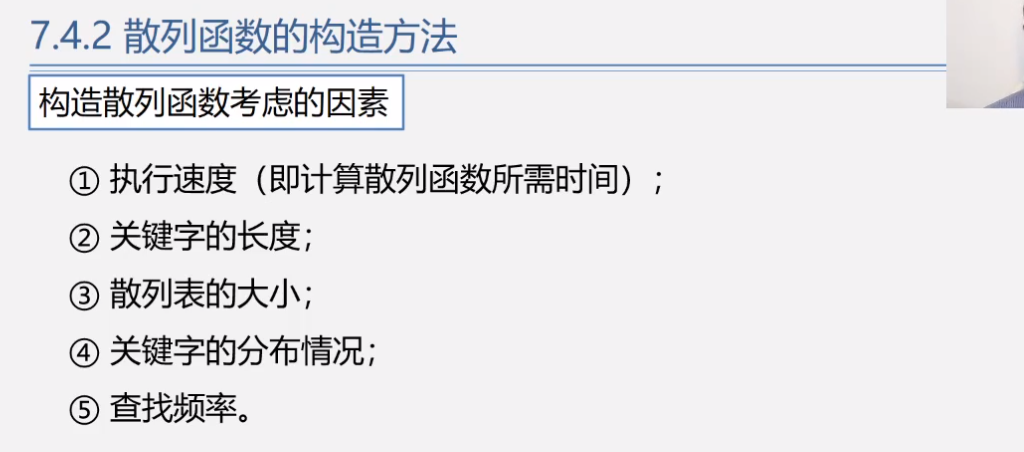 7.4.2 散列函数的构造方法
构造散列函数考虑的因素
① 执行速度（即计算散列函数所需时间）;
② 关键字的长度;
③ 散列表的大小;
④ 关键字的分布情况;
⑤ 查找频率。